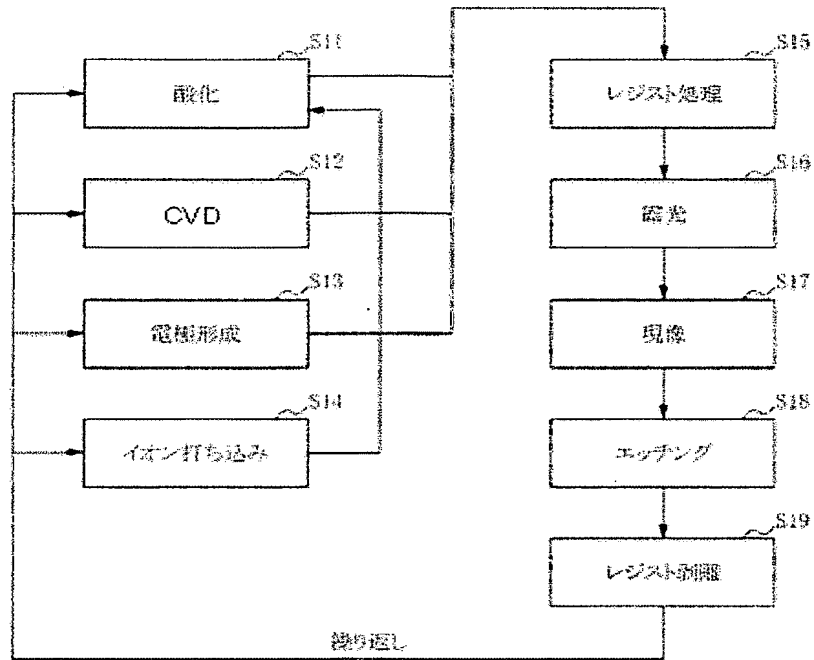 S11
酸化
S12
CVD
S13
電極形成
S14
イオン打ち込み
S15
レジスト処理
S16
露光
S17
現像
S18
エッチング
S19
レジスト剥離
繰り返し